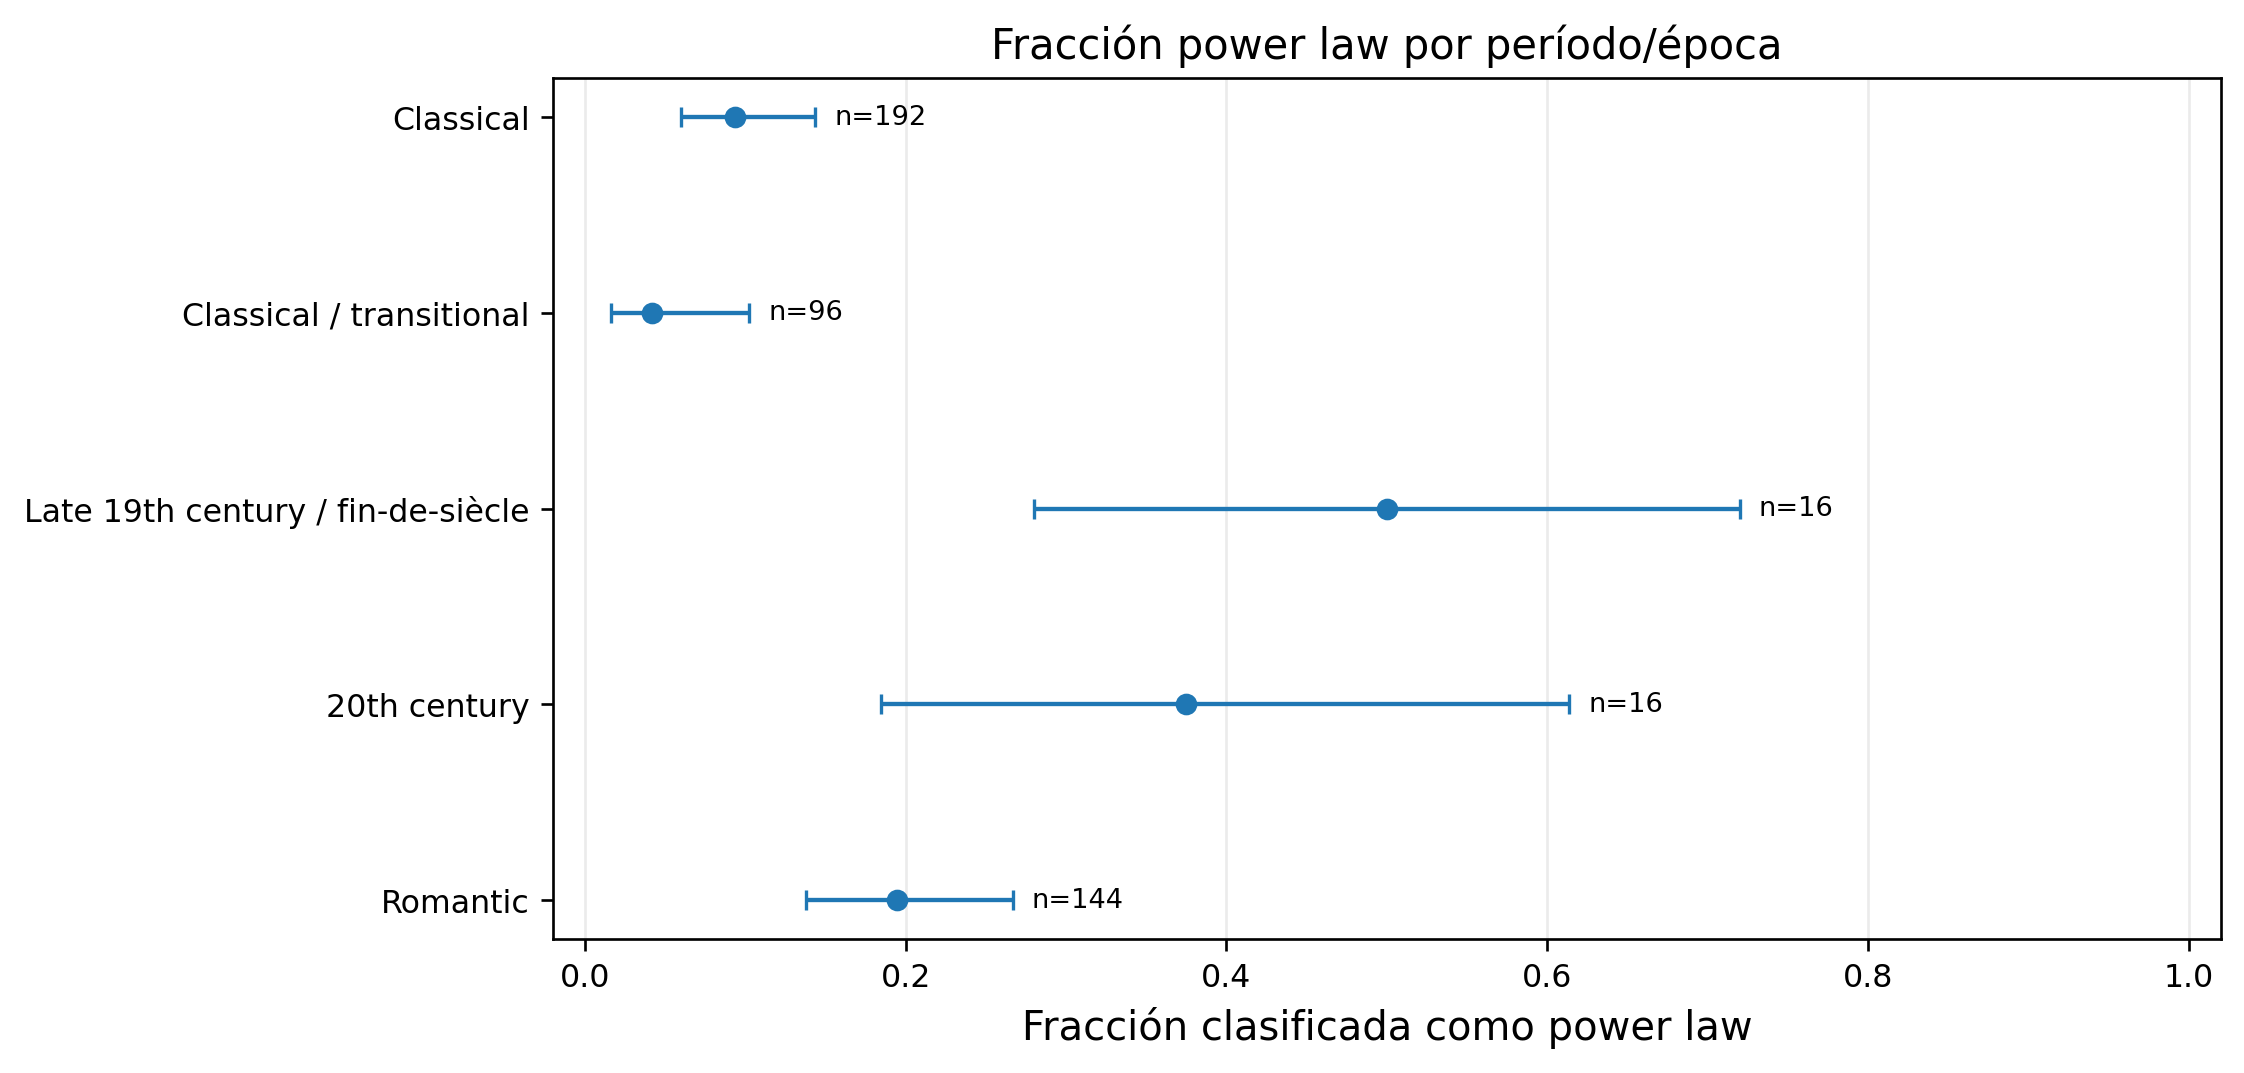 Fracción power law por período/época
Classical
n=192
Classical / transitional
n=96
Late 19th century / fin-de-siècle
n=16
20th century
n=16
Romantic
n=144
0.0 0.2 0.4 0.6 0.8 1.0
Fracción clasificada como power law